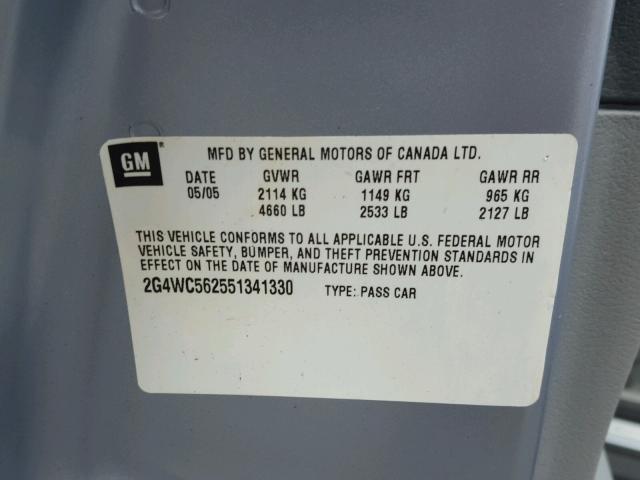 GM ® MFD BY GENERAL MOTORS OF CANADA LTD.
DATE GVWR GAWR FRT GAWR RR
05/05 2114 KG 1149 KG 965 KG
4660 LB 2533 LB 2127 LB
THIS VEHICLE CONFORMS TO ALL APPLICABLE U.S. FEDERAL MOTOR
VEHICLE SAFETY, BUMPER, AND THEFT PREVENTION STANDARDS IN
EFFECT ON THE DATE OF MANUFACTURE SHOWN ABOVE.
2G4WC562551341330 TYPE: PASS CAR